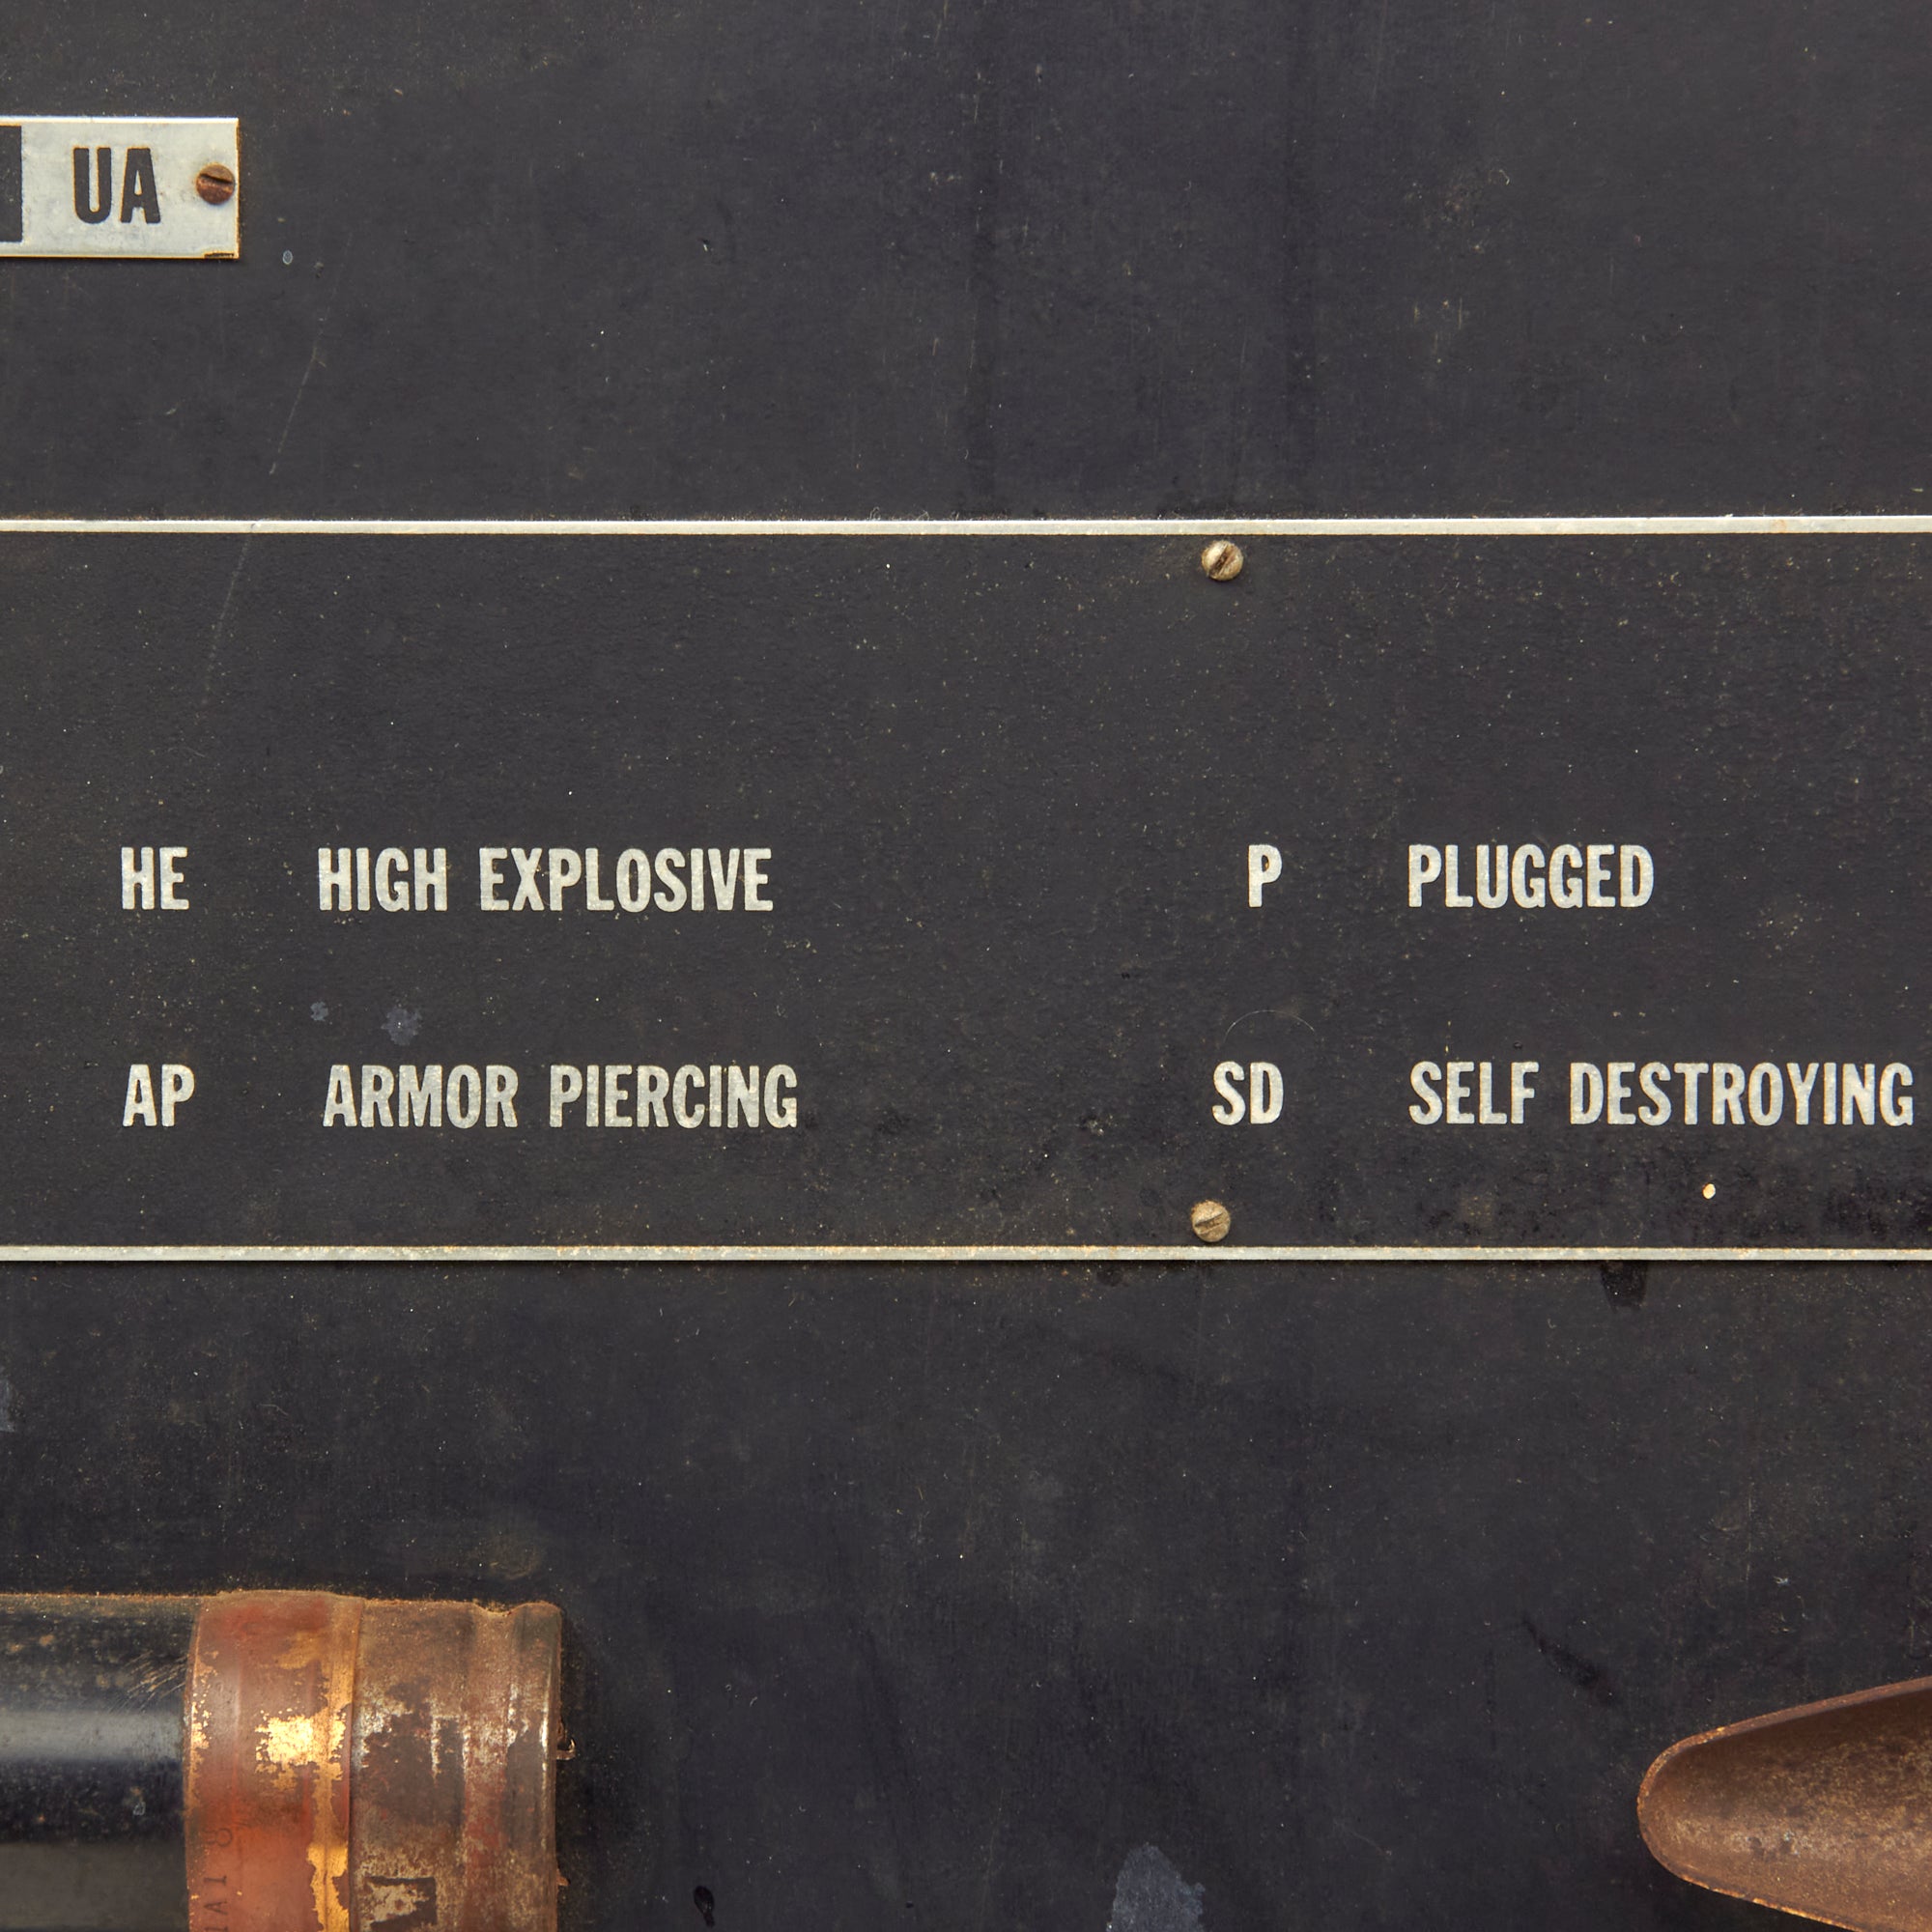 UA
HE HIGH EXPLOSIVE P PLUGGED
AP ARMOR PIERCING SD SELF DESTROYING